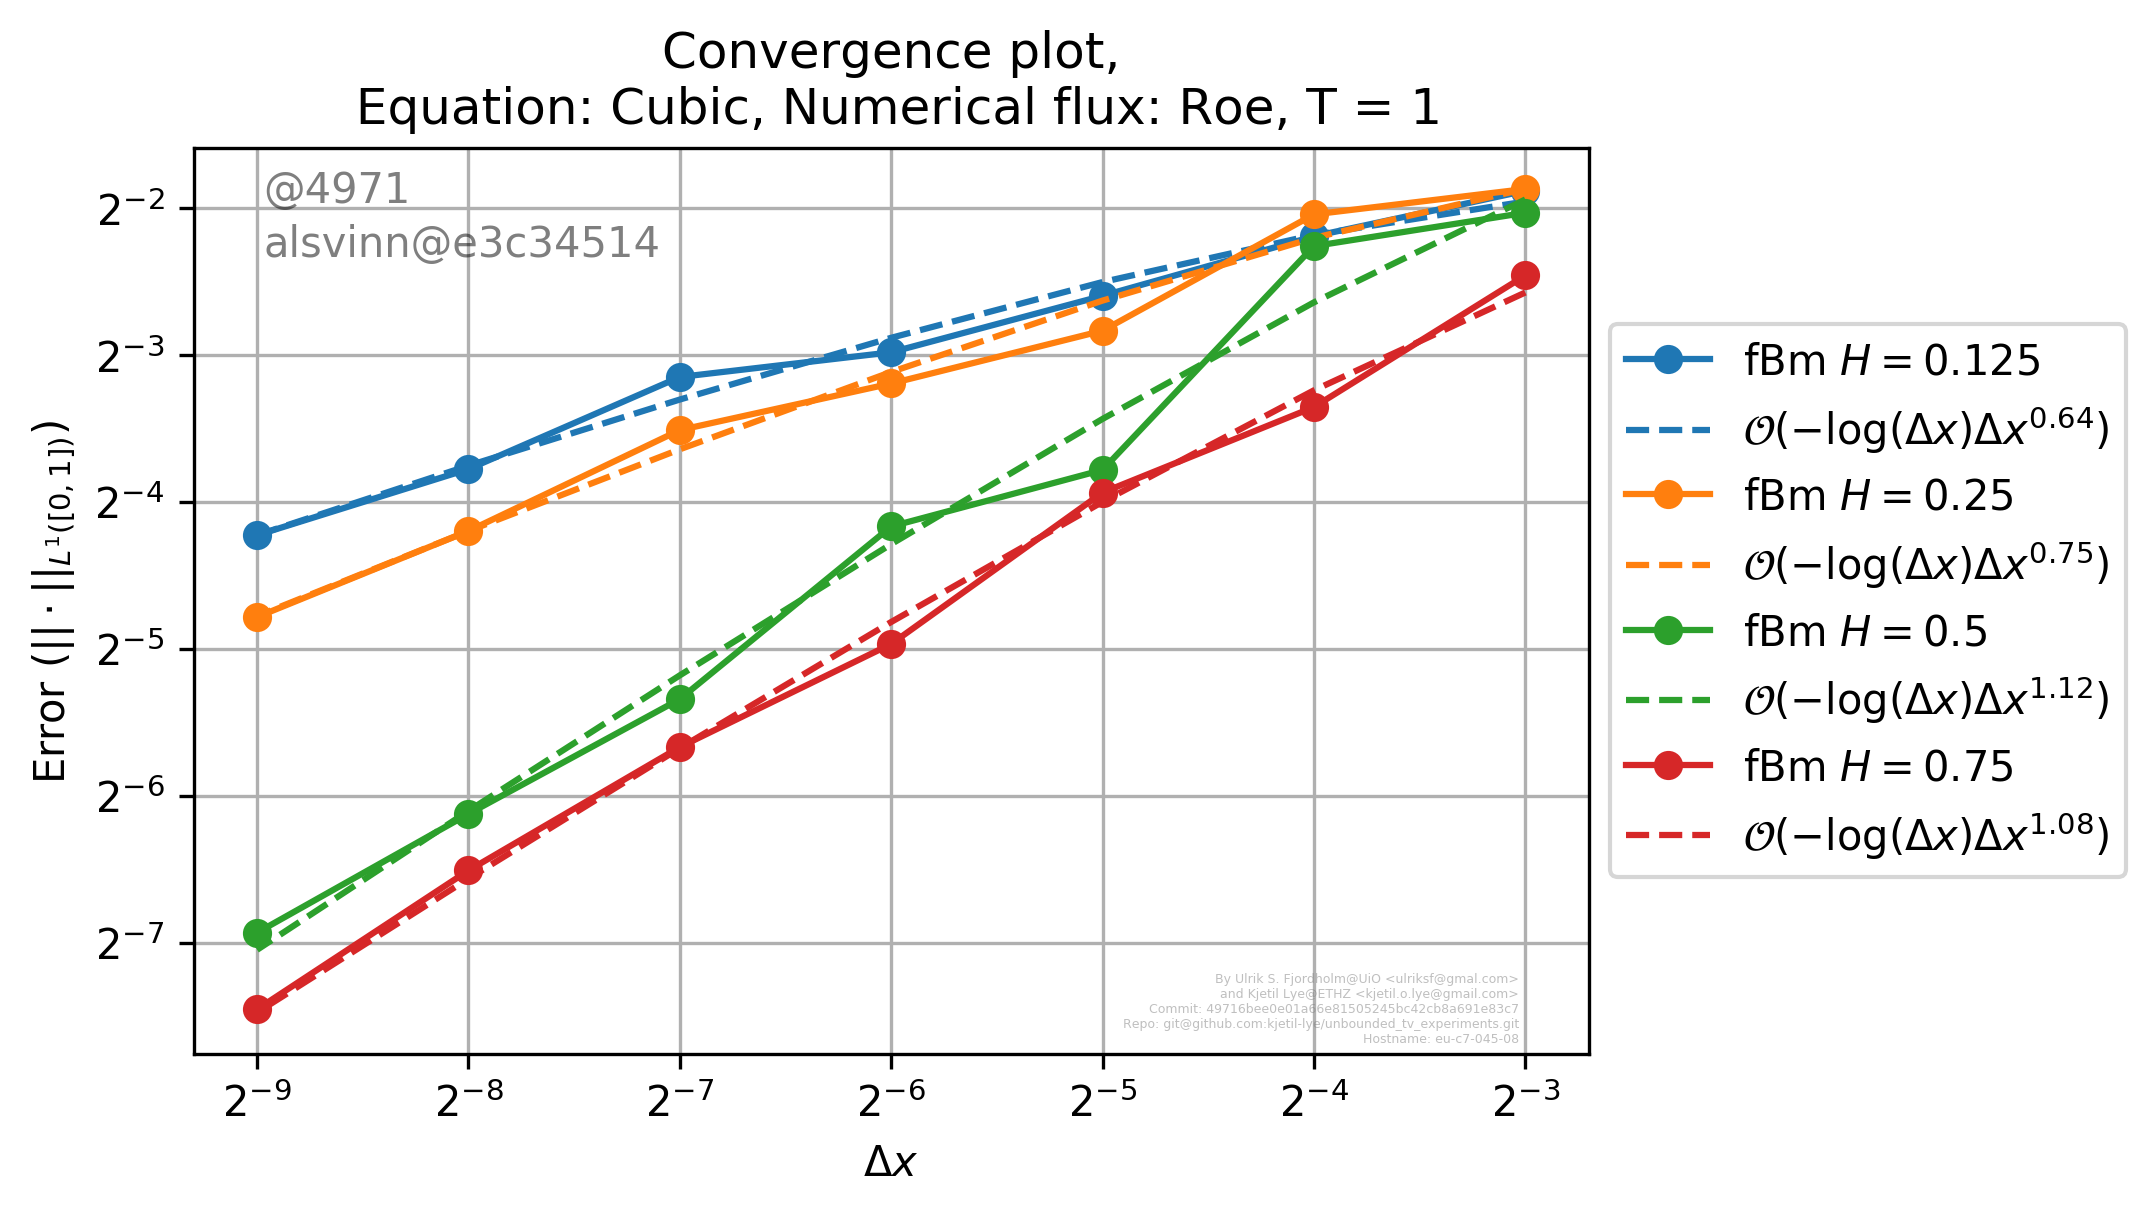 Convergence plot,
Equation: Cubic, Numerical flux: Roe, T = 1
@4971
alsvinn@e3c34514
2⁻²
2⁻³
2⁻⁴
2⁻⁵
2⁻⁶
2⁻⁷
Error (|| · ||_{L¹([0, 1])})
2⁻⁹ 2⁻⁸ 2⁻⁷ 2⁻⁶ 2⁻⁵ 2⁻⁴ 2⁻³
Δx
fBm H = 0.125
𝒪(−log(Δx)Δx^{0.64})
fBm H = 0.25
𝒪(−log(Δx)Δx^{0.75})
fBm H = 0.5
𝒪(−log(Δx)Δx^{1.12})
fBm H = 0.75
𝒪(−log(Δx)Δx^{1.08})
By Ulrik S. Fjordholm@UiO <ulriksf@gmal.com>
and Kjetil Lye@ETHZ <kjetil.o.lye@gmail.com>
Commit: 49716bee0e01a66e81505245bc42cb8a691e83c7
Repo: git@github.com:kjetil-lye/unbounded_tv_experiments.git
Hostname: eu-c7-045-08